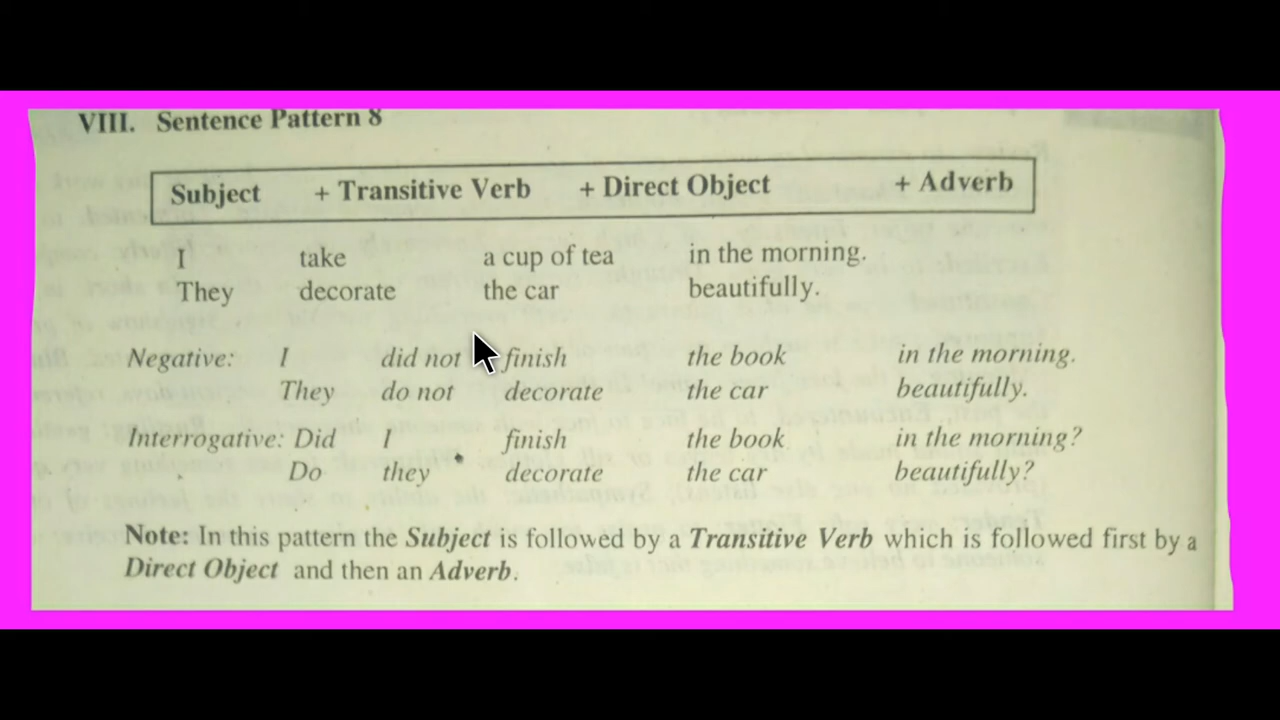 VIII. Sentence Pattern 8
Subject + Transitive Verb + Direct Object + Adverb
I take a cup of tea in the morning.
They decorate the car beautifully.
Negative: I did not finish the book in the morning.
They do not decorate the car beautifully.
Interrogative: Did I finish the book in the morning?
Do they decorate the car beautifully?
Note: In this pattern the Subject is followed by a Transitive Verb which is followed first by a
Direct Object and then an Adverb.